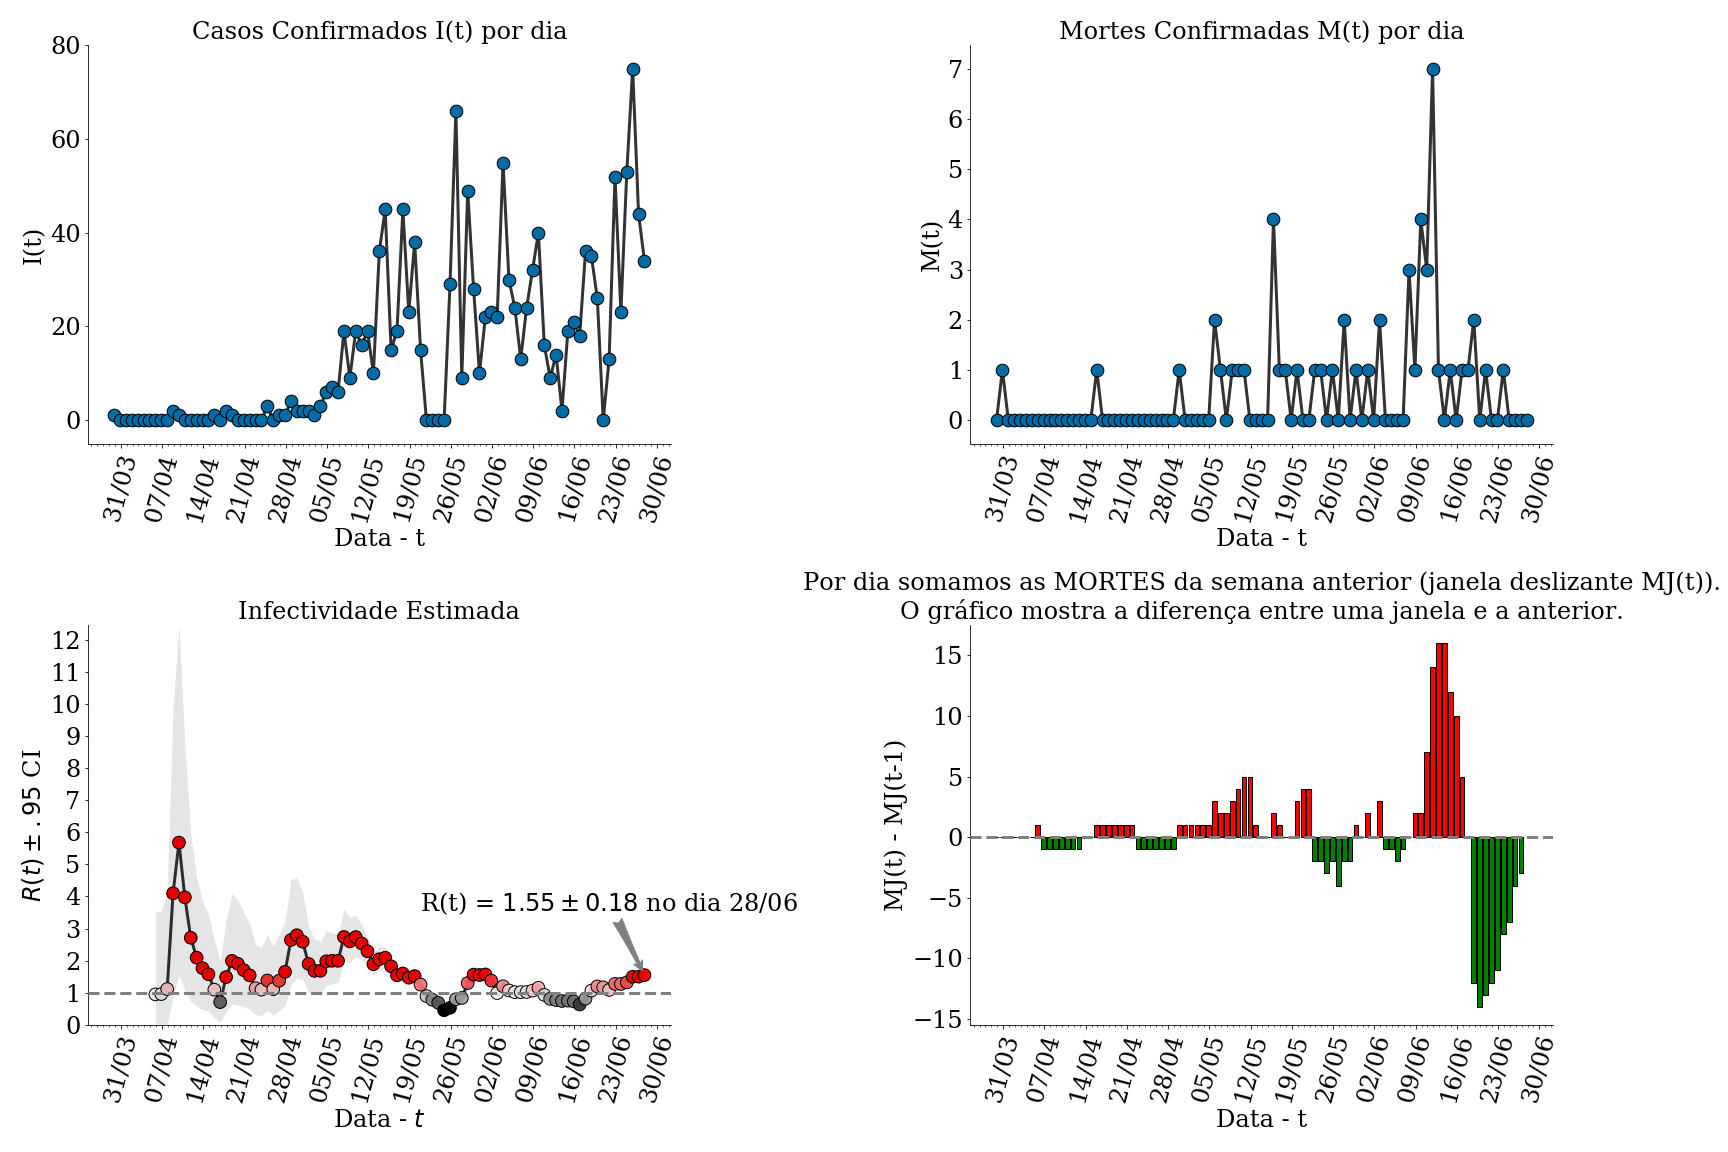 Casos Confirmados I(t) por dia
80
60
40
20
0
I(t)
31/03 07/04 14/04 21/04 28/04 05/05 12/05 19/05 26/05 02/06 09/06 16/06 23/06 30/06
Data - t
Mortes Confirmadas M(t) por dia
7
6
5
4
3
2
1
0
M(t)
31/03 07/04 14/04 21/04 28/04 05/05 12/05 19/05 26/05 02/06 09/06 16/06 23/06 30/06
Data - t
Infectividade Estimada
12
11
10
9
8
7
6
5
4
3
2
1
0
R(t) ± .95 CI
R(t) = 1.55 ± 0.18 no dia 28/06
31/03 07/04 14/04 21/04 28/04 05/05 12/05 19/05 26/05 02/06 09/06 16/06 23/06 30/06
Data - t
Por dia somamos as MORTES da semana anterior (janela deslizante MJ(t)).
O gráfico mostra a diferença entre uma janela e a anterior.
15
10
5
0
−5
−10
−15
MJ(t) - MJ(t-1)
31/03 07/04 14/04 21/04 28/04 05/05 12/05 19/05 26/05 02/06 09/06 16/06 23/06 30/06
Data - t